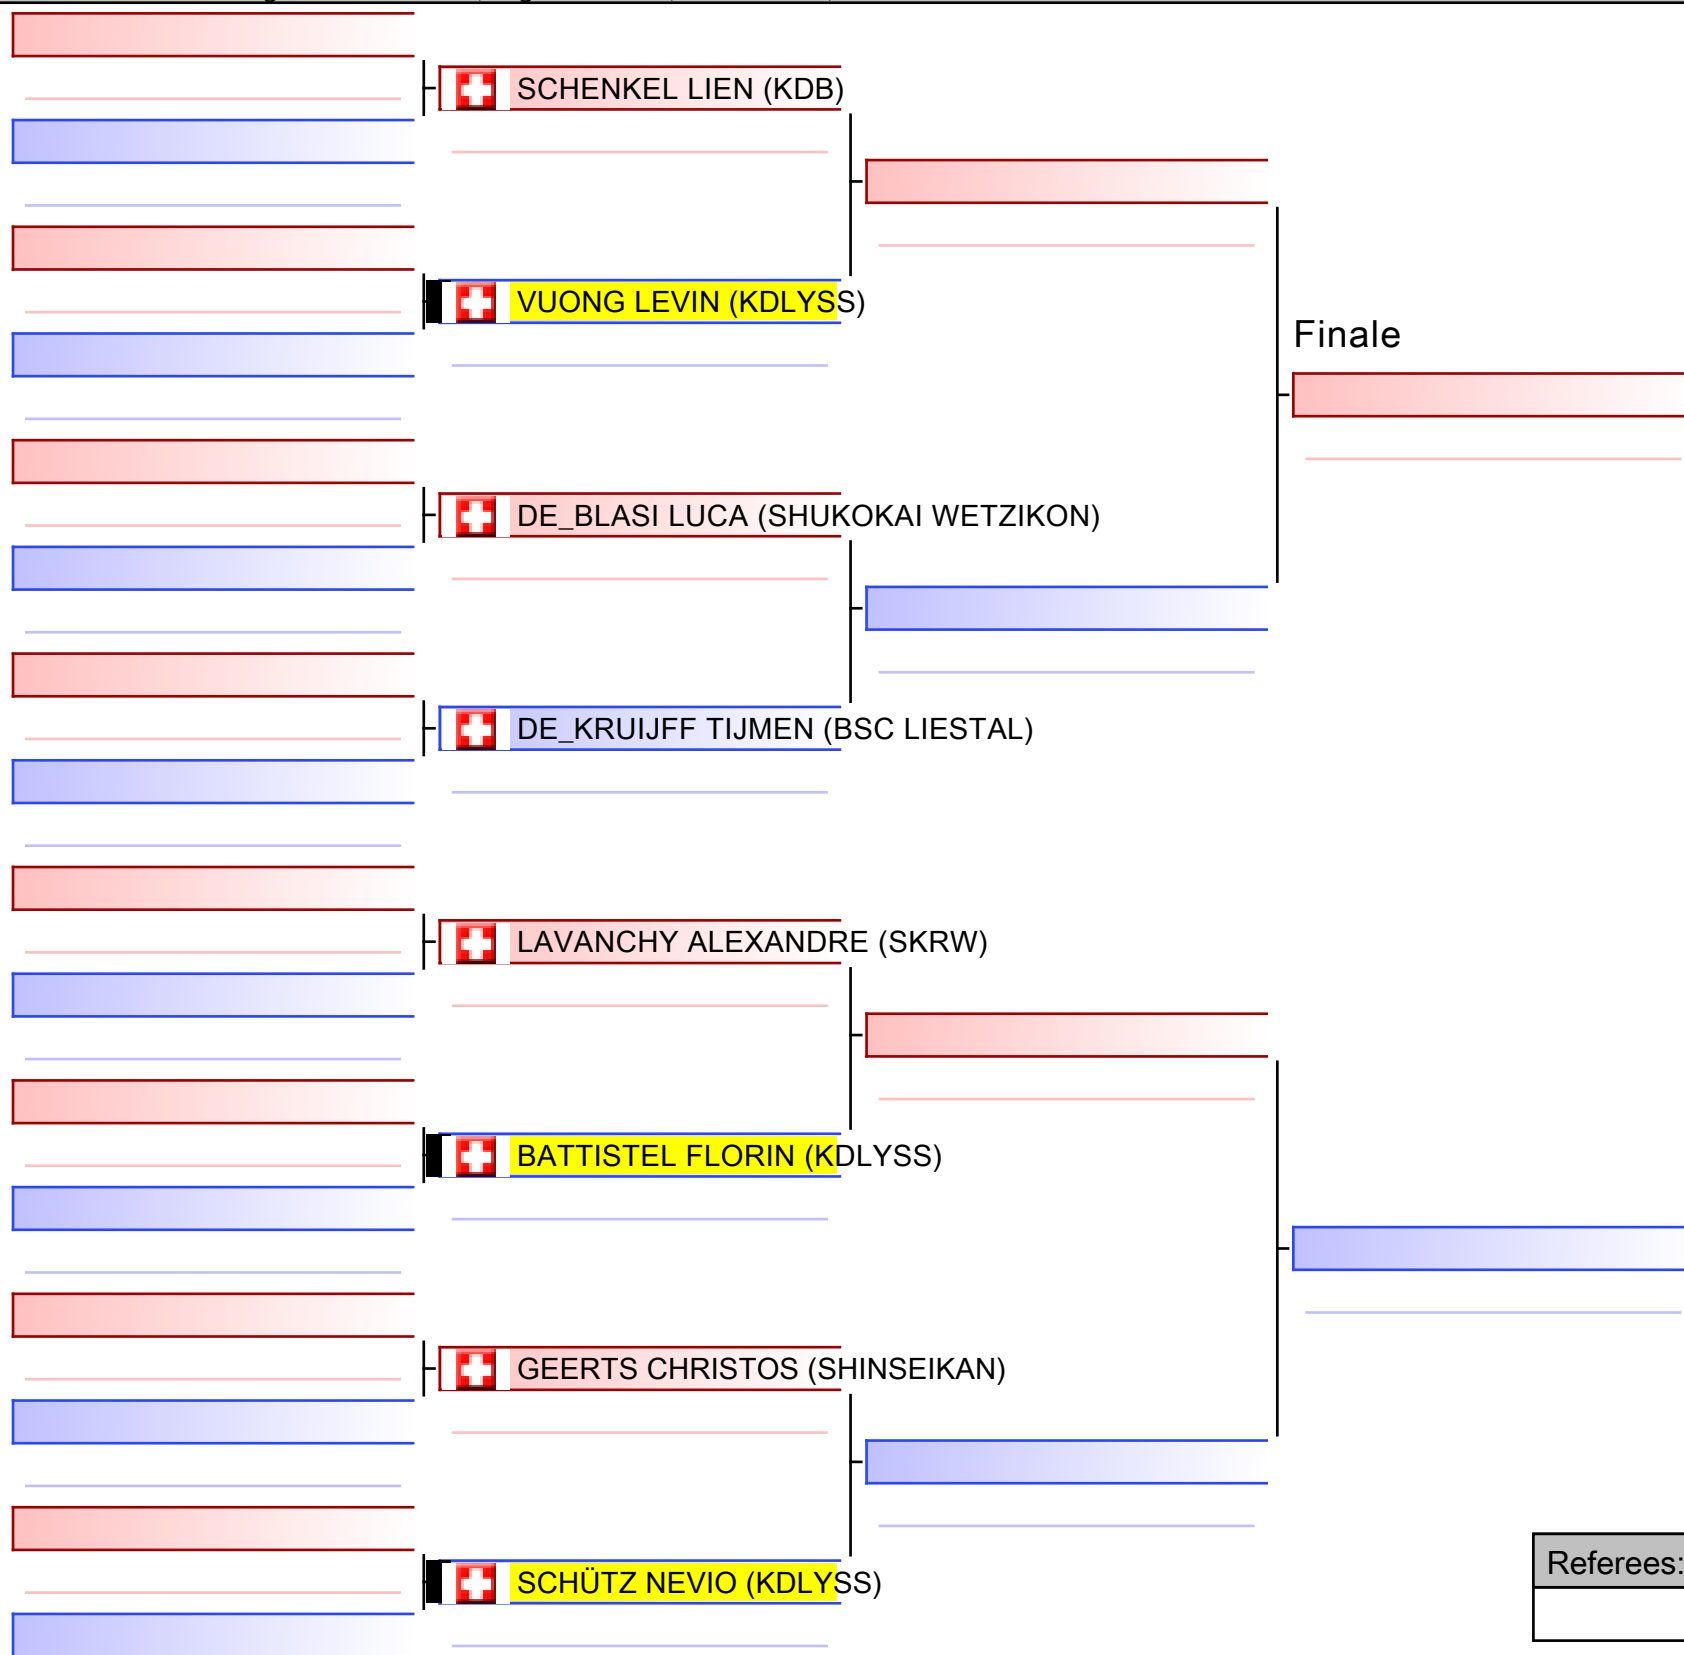 SCHENKEL LIEN (KDB)
VUONG LEVIN (KDLYSS)
Finale
DE_BLASI LUCA (SHUKOKAI WETZIKON)
DE_KRUIJFF TIJMEN (BSC LIESTAL)
LAVANCHY ALEXANDRE (SKRW)
BATTISTEL FLORIN (KDLYSS)
GEERTS CHRISTOS (SHINSEIKAN)
Referees:
SCHÜTZ NEVIO (KDLYSS)